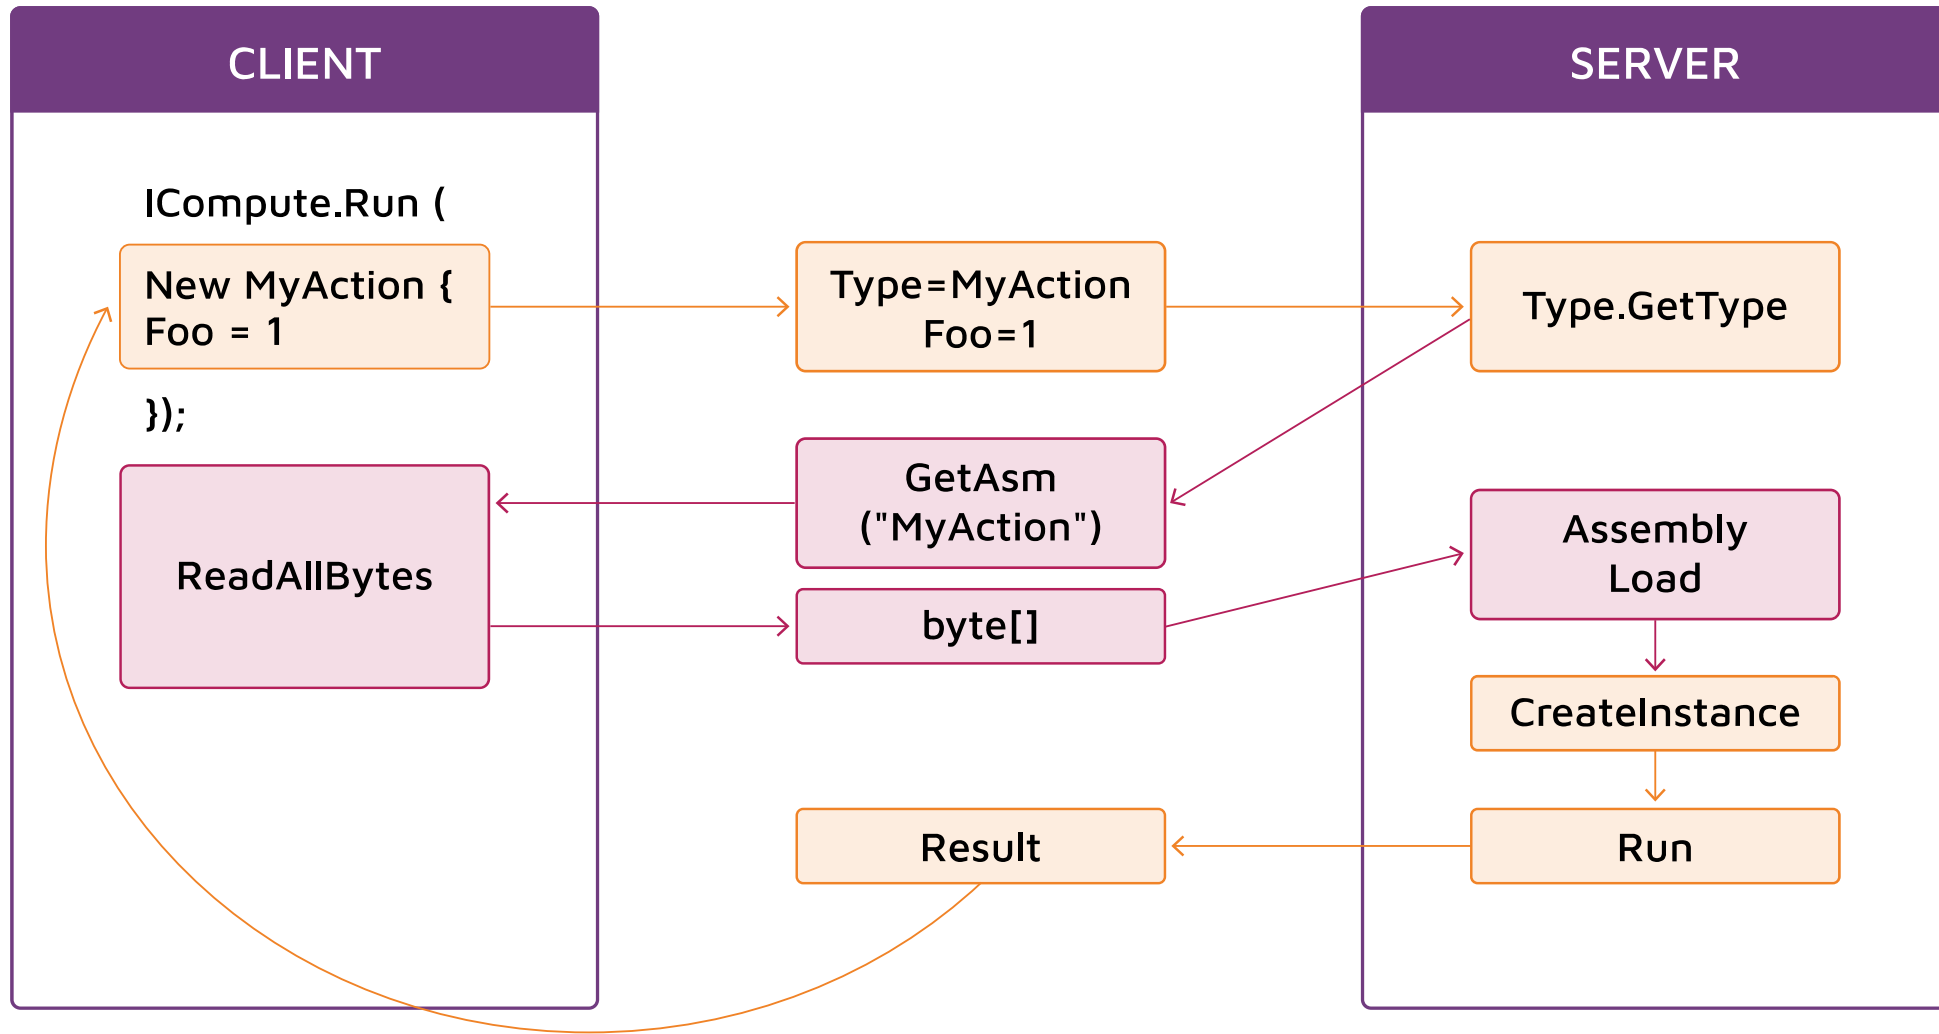 CLIENT
ICompute.Run (
New MyAction {
Foo = 1
});
ReadAllBytes
Type=MyAction
Foo=1
GetAsm
("MyAction")
byte[]
Result
SERVER
Type.GetType
Assembly
Load
CreateInstance
Run